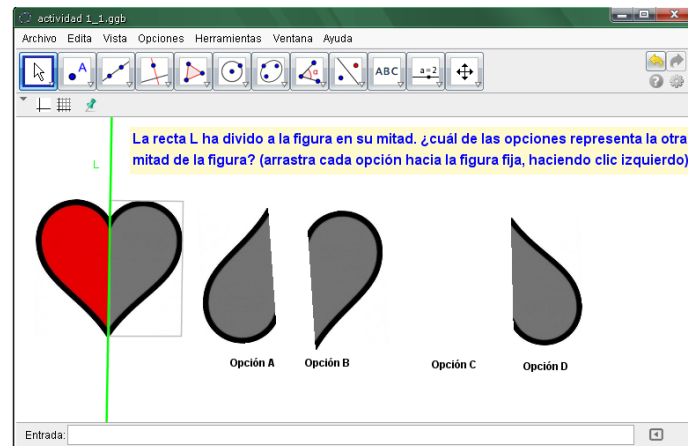 actividad 1_1.ggb
Archivo Edita Vista Opciones Herramientas Ventana Ayuda
A
α
ABC
a=2
La recta L ha divido a la figura en su mitad. ¿cuál de las opciones representa la otra
mitad de la figura? (arrastra cada opción hacia la figura fija, haciendo clic izquierdo)
L
Opción A
Opción B
Opción C
Opción D
Entrada: